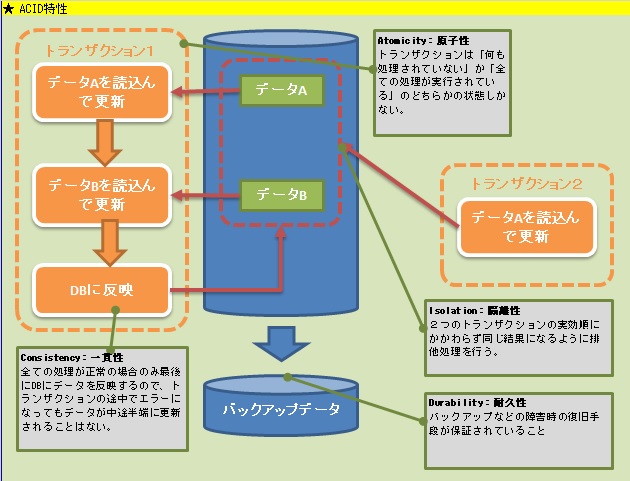 ★ ACID特性
トランザクション1
データAを読込ん
で更新
データBを読込ん
で更新
DBに反映
データA
データB
Atomicity：原子性
トランザクションは「何も
処理されていない」か「全
ての処理が実行されてい
る」のどちらかの状態しか
ない。
トランザクション2
データAを読込ん
で更新
Isolation：隔離性
２つのトランザクションの実効順に
かかわらず同じ結果になるように排
他処理を行う。
Consistency：一貫性
全ての処理が正常の場合のみ最後
にDBにデータを反映するので、ト
ランザクションの途中でエラーに
なってもデータが中途半端に更新
されることはない。
バックアップデータ
Durability：耐久性
バックアップなどの障害時の復旧手
段が保証されていること